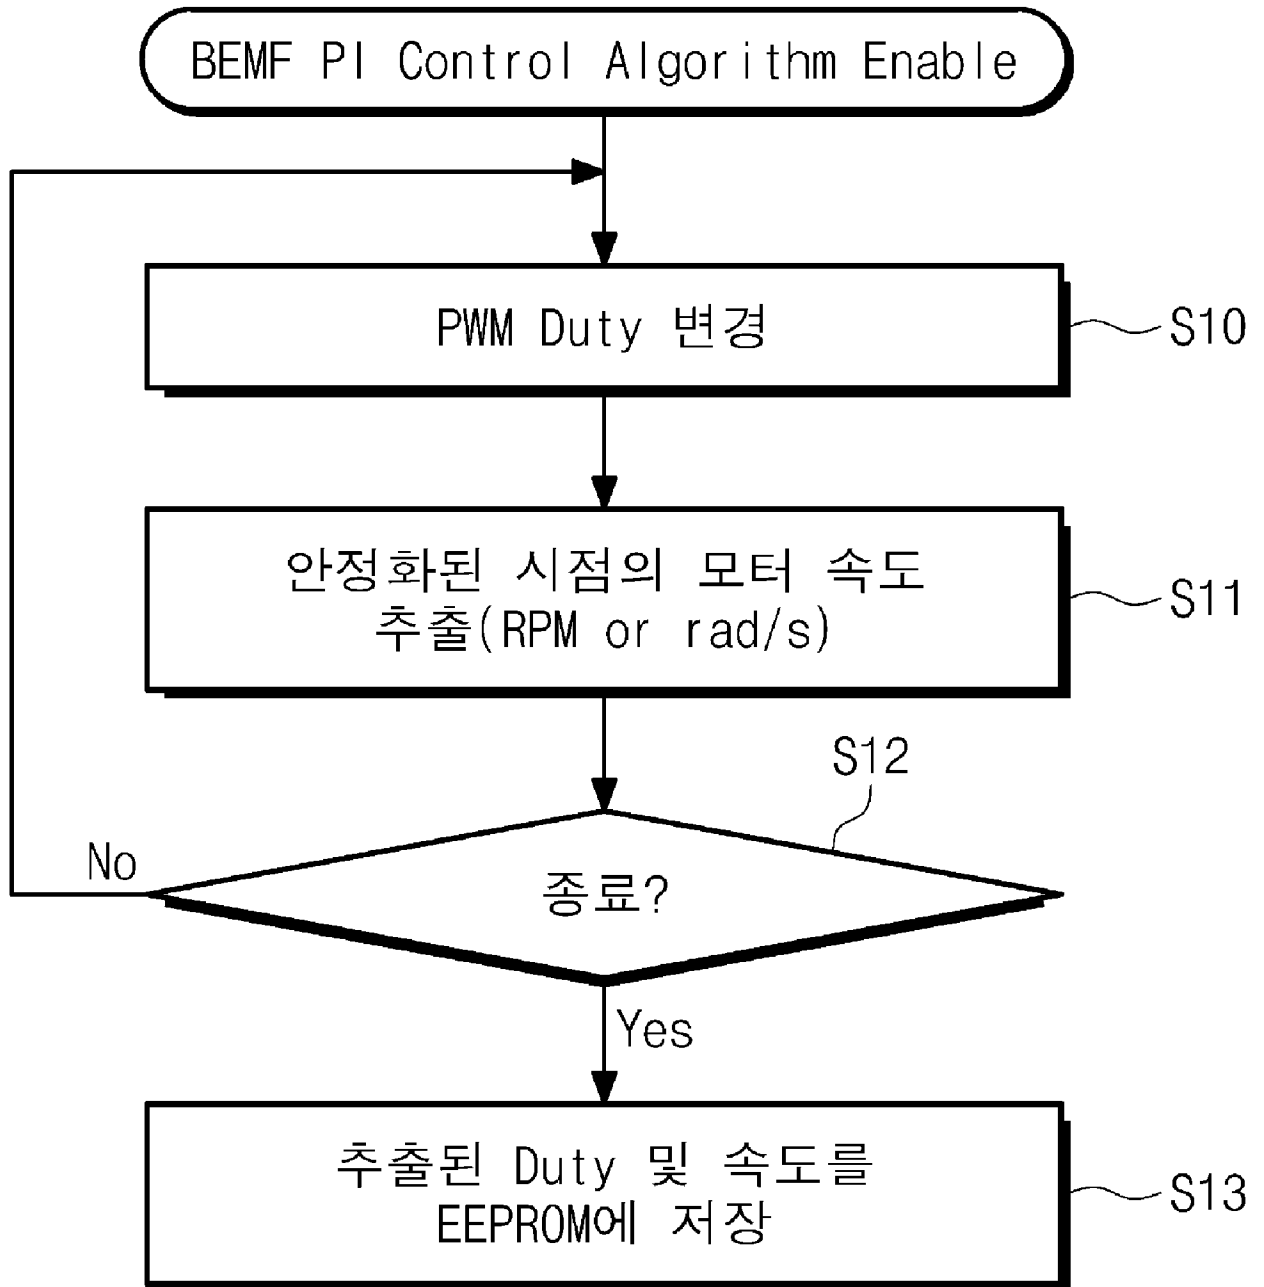 BEMF PI Control Algorithm Enable
PWM Duty 변경
S10
안정화된 시점의 모터 속도
추출(RPM or rad/s)
S11
S12
No
종료?
Yes
추출된 Duty 및 속도를
EEPROM에 저장
S13